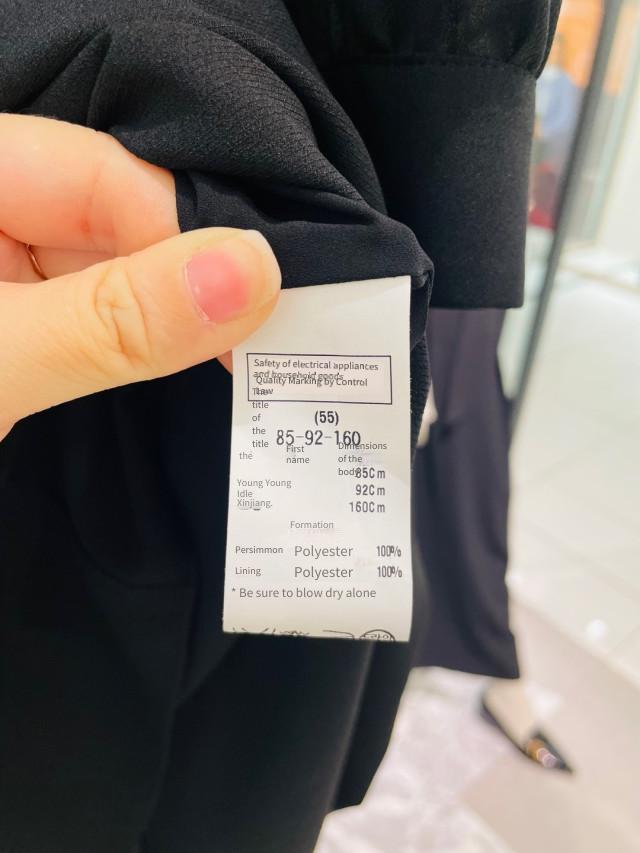 Safety of electrical appliances
and household goods
Quality Marking by Control
Law
The
title
of
the
title
the
(55)
85-92-160
First
name
Dimensions
of the
body
85Cm
Young Young
Idle
92Cm
Xinjiang.
160Cm
Formation
Persimmon Polyester 100%
Lining Polyester 100%
* Be sure to blow dry alone